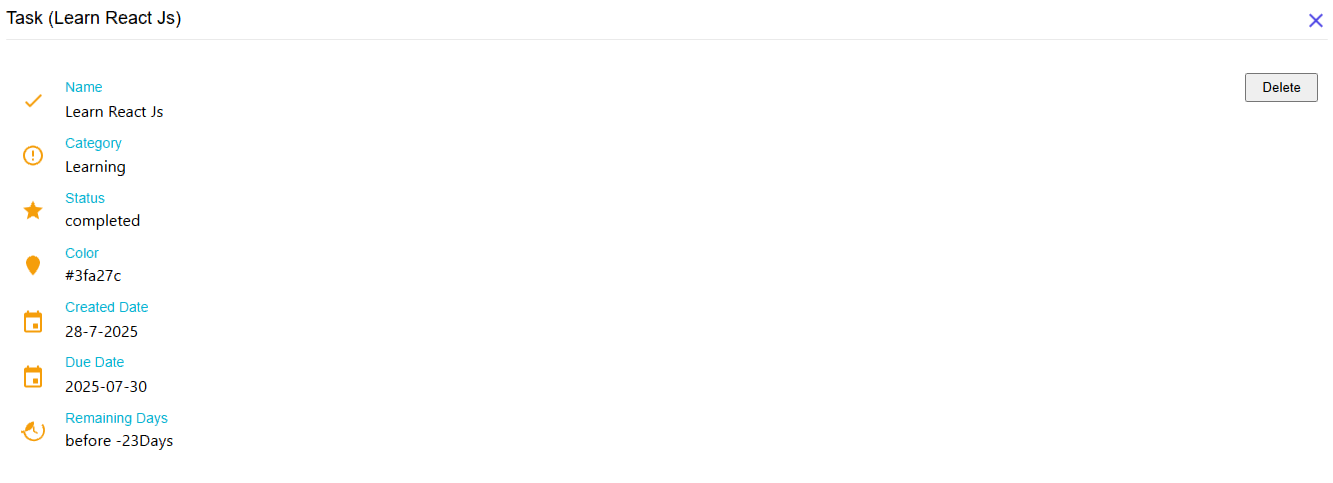 Task (Learn React Js)
Delete
Name
Learn React Js
Category
Learning
Status
completed
Color
#3fa27c
Created Date
28-7-2025
Due Date
2025-07-30
Remaining Days
before -23Days